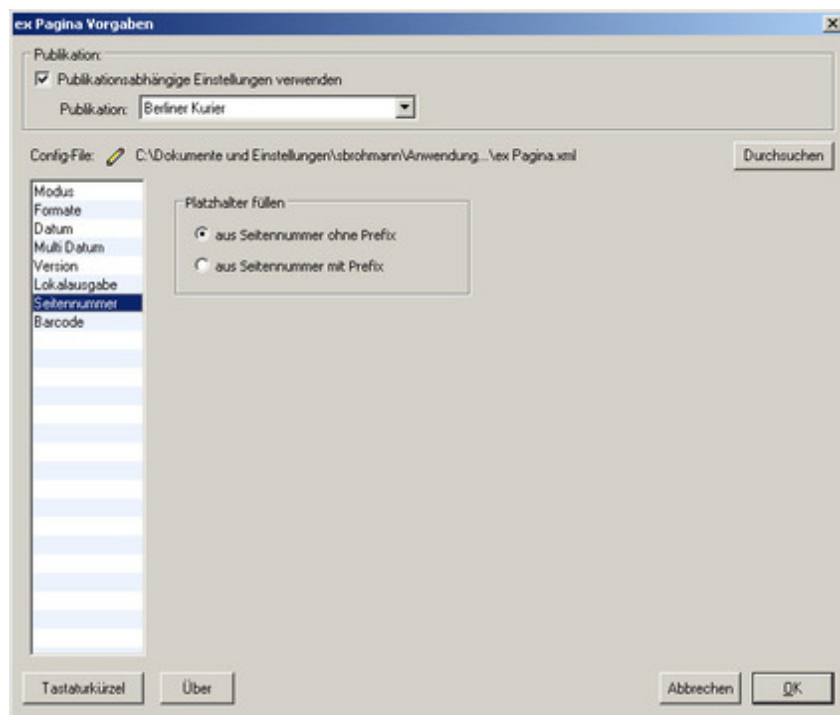 ex Pagina Vorgaben
Publikation:
Publikationsabhängige Einstellungen verwenden
Publikation: Berliner Kurier
Config-File: C:\Dokumente und Einstellungen\sbrohmann\Anwendung...\ex Pagina.xml Durchsuchen
Modus
Formate
Datum
Multi Datum
Version
Lokalausgabe
Seitennummer
Barcode
Platzhalter füllen
aus Seitennummer ohne Prefix
aus Seitennummer mit Prefix
Tastaturkürzel Über Abbrechen OK